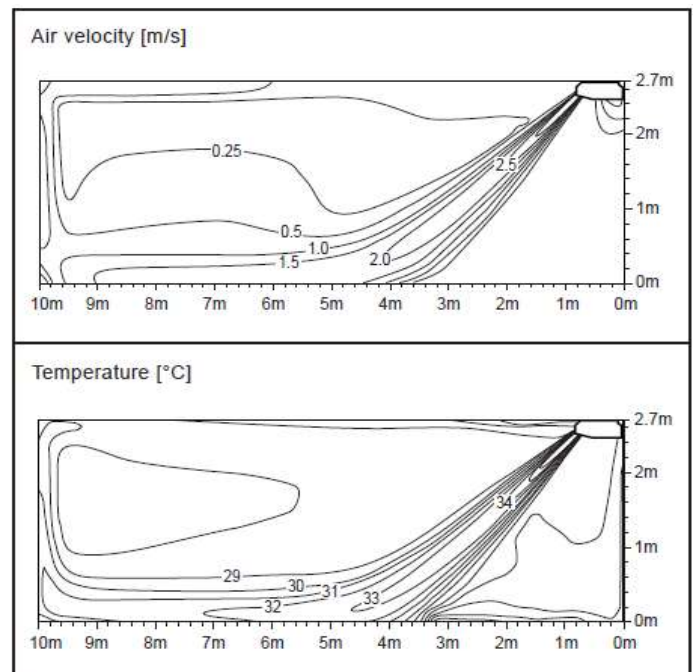 Air velocity [m/s]
2.7m
2m
0.25
2.5
1m
0.5
1.0
1.5
2.0
0m
10m 9m 8m 7m 6m 5m 4m 3m 2m 1m 0m
Temperature [°C]
2.7m
2m
34
1m
29
30
31
32
33
0m
10m 9m 8m 7m 6m 5m 4m 3m 2m 1m 0m